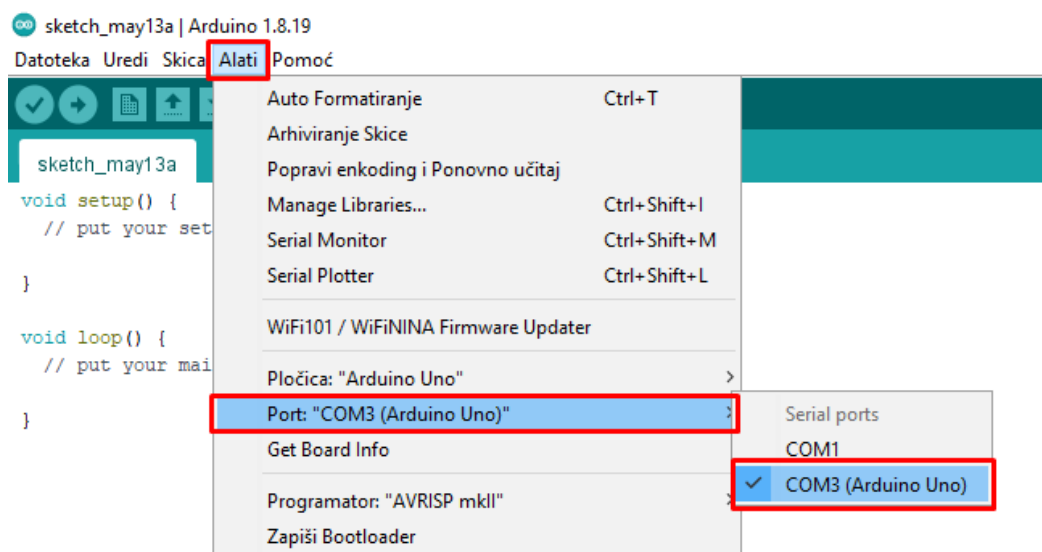 sketch_may13a | Arduino 1.8.19
Datoteka Uredi Skica Alati Pomoć
sketch_may13a
void setup() {
// put your set
}
void loop() {
// put your mai
}
Auto Formatiranje Ctrl+T
Arhiviranje Skice
Popravi enkoding i Ponovno učitaj
Manage Libraries... Ctrl+Shift+I
Serial Monitor Ctrl+Shift+M
Serial Plotter Ctrl+Shift+L
WiFi101 / WiFiNINA Firmware Updater
Pločica: "Arduino Uno"
Port: "COM3 (Arduino Uno)"
Get Board Info
Programator: "AVRISP mkII"
Zapiši Bootloader
Serial ports
COM1
COM3 (Arduino Uno)